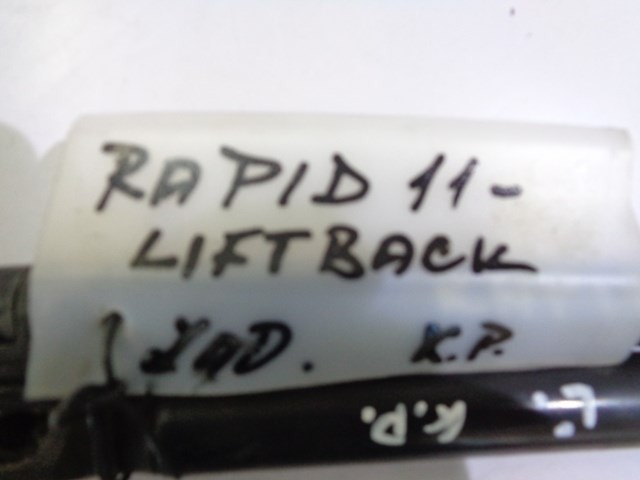 RAPID 11-
LIFTBACK
ZAD. K.P.
L. K.P.